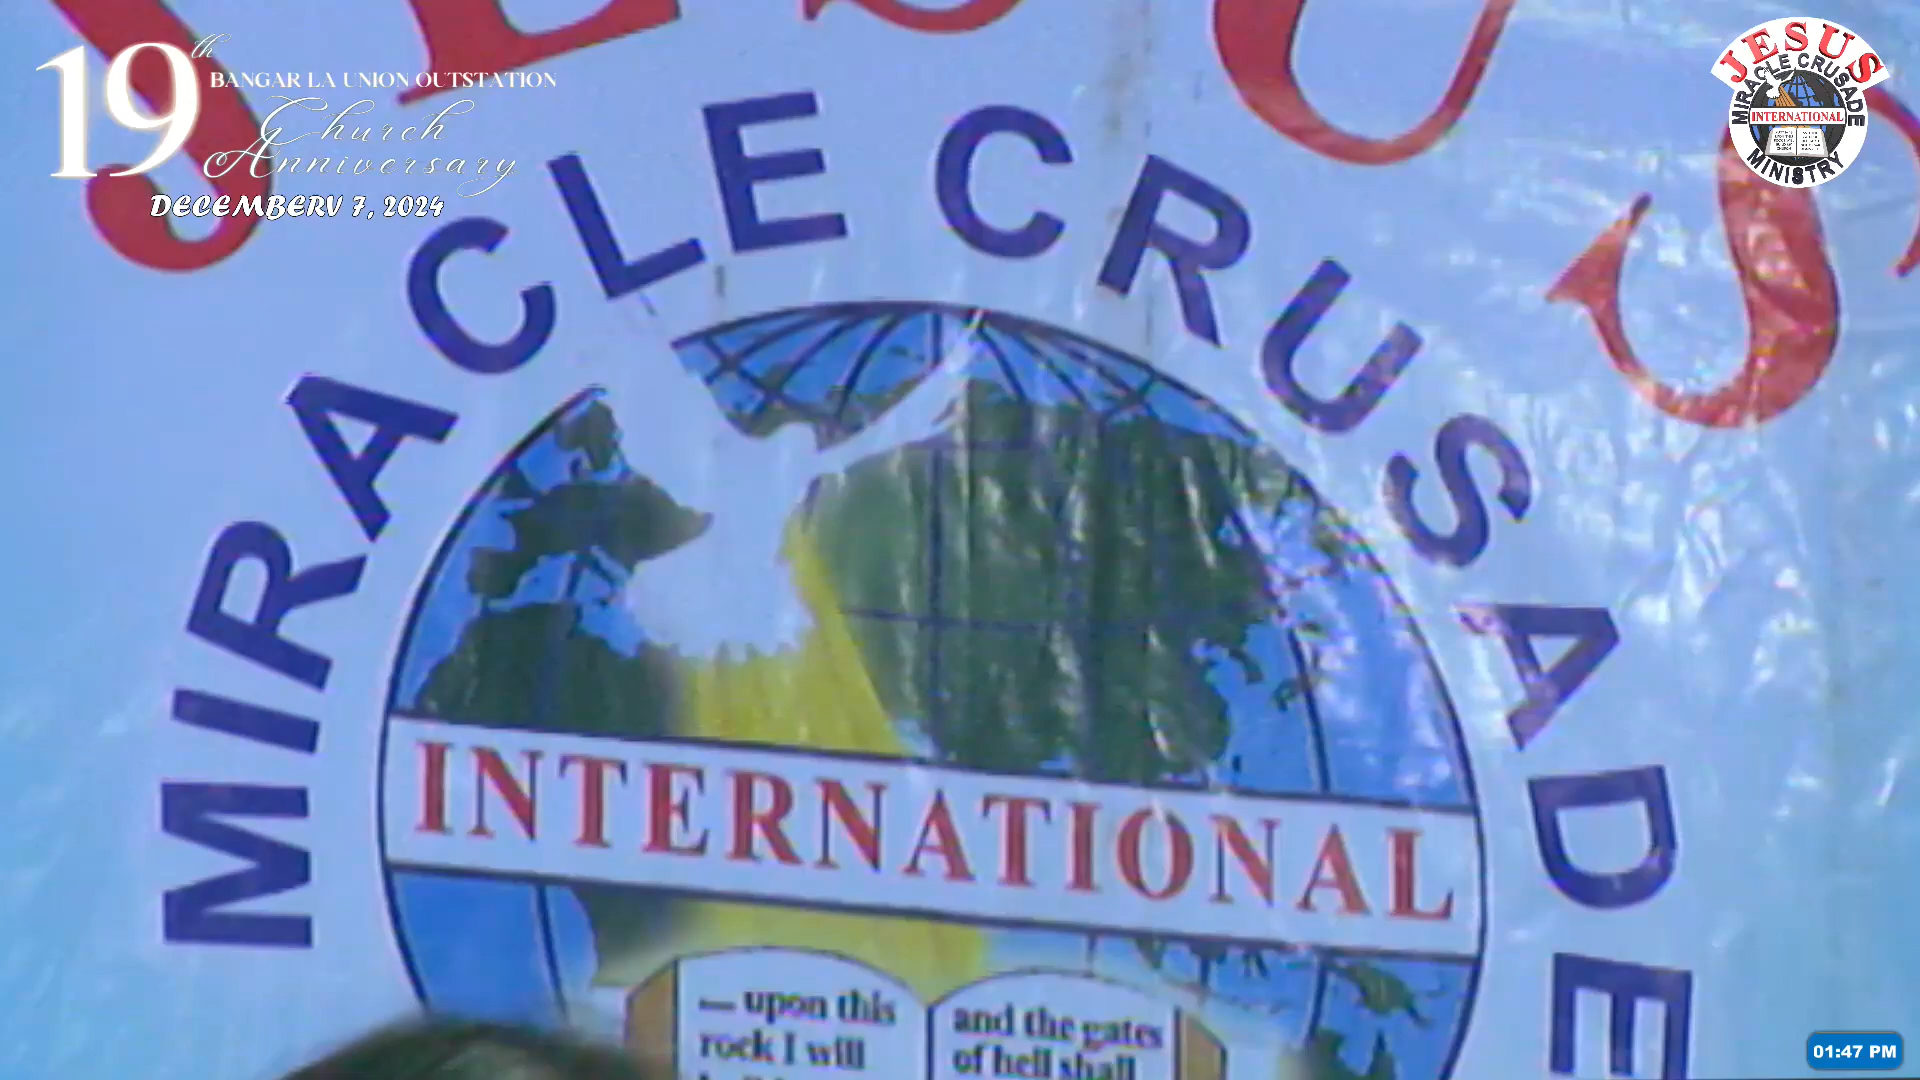 19th
BANGAR LA UNION OUTSTATION
Church
Anniversary
DECEMBERV 7, 2024
JESUS
MIRACLE CRUSADE
INTERNATIONAL
MINISTRY
JESUS
MIRACLE CRUSADE
INTERNATIONAL
— upon this
rock I will
and the gates
of hell shall
01:47 PM